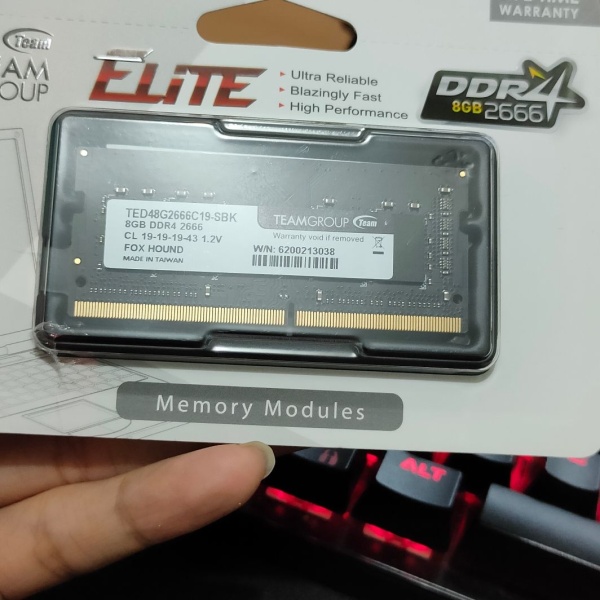 WARRANTY
Team
ELiTE
Ultra Reliable
Blazingly Fast
High Performance
DDR4
8GB 2666
TED48G2666C19-SBK
8GB DDR4 2666
CL 19-19-19-43 1.2V
FOX HOUND
MADE IN TAIWAN
TEAMGROUP Team
Warranty void if removed
W/N: 6200213038
Memory Modules
ALT